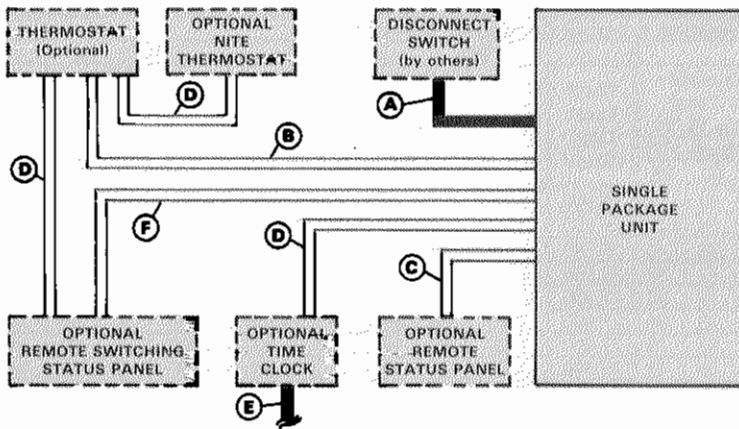 THERMOSTAT
(Optional)
OPTIONAL
NITE
THERMOSTAT
DISCONNECT
SWITCH
(by others)
D
A
B
D
F
D
C
SINGLE
PACKAGE
UNIT
OPTIONAL
REMOTE SWITCHING
STATUS PANEL
OPTIONAL
TIME
CLOCK
OPTIONAL
REMOTE
STATUS PANEL
E